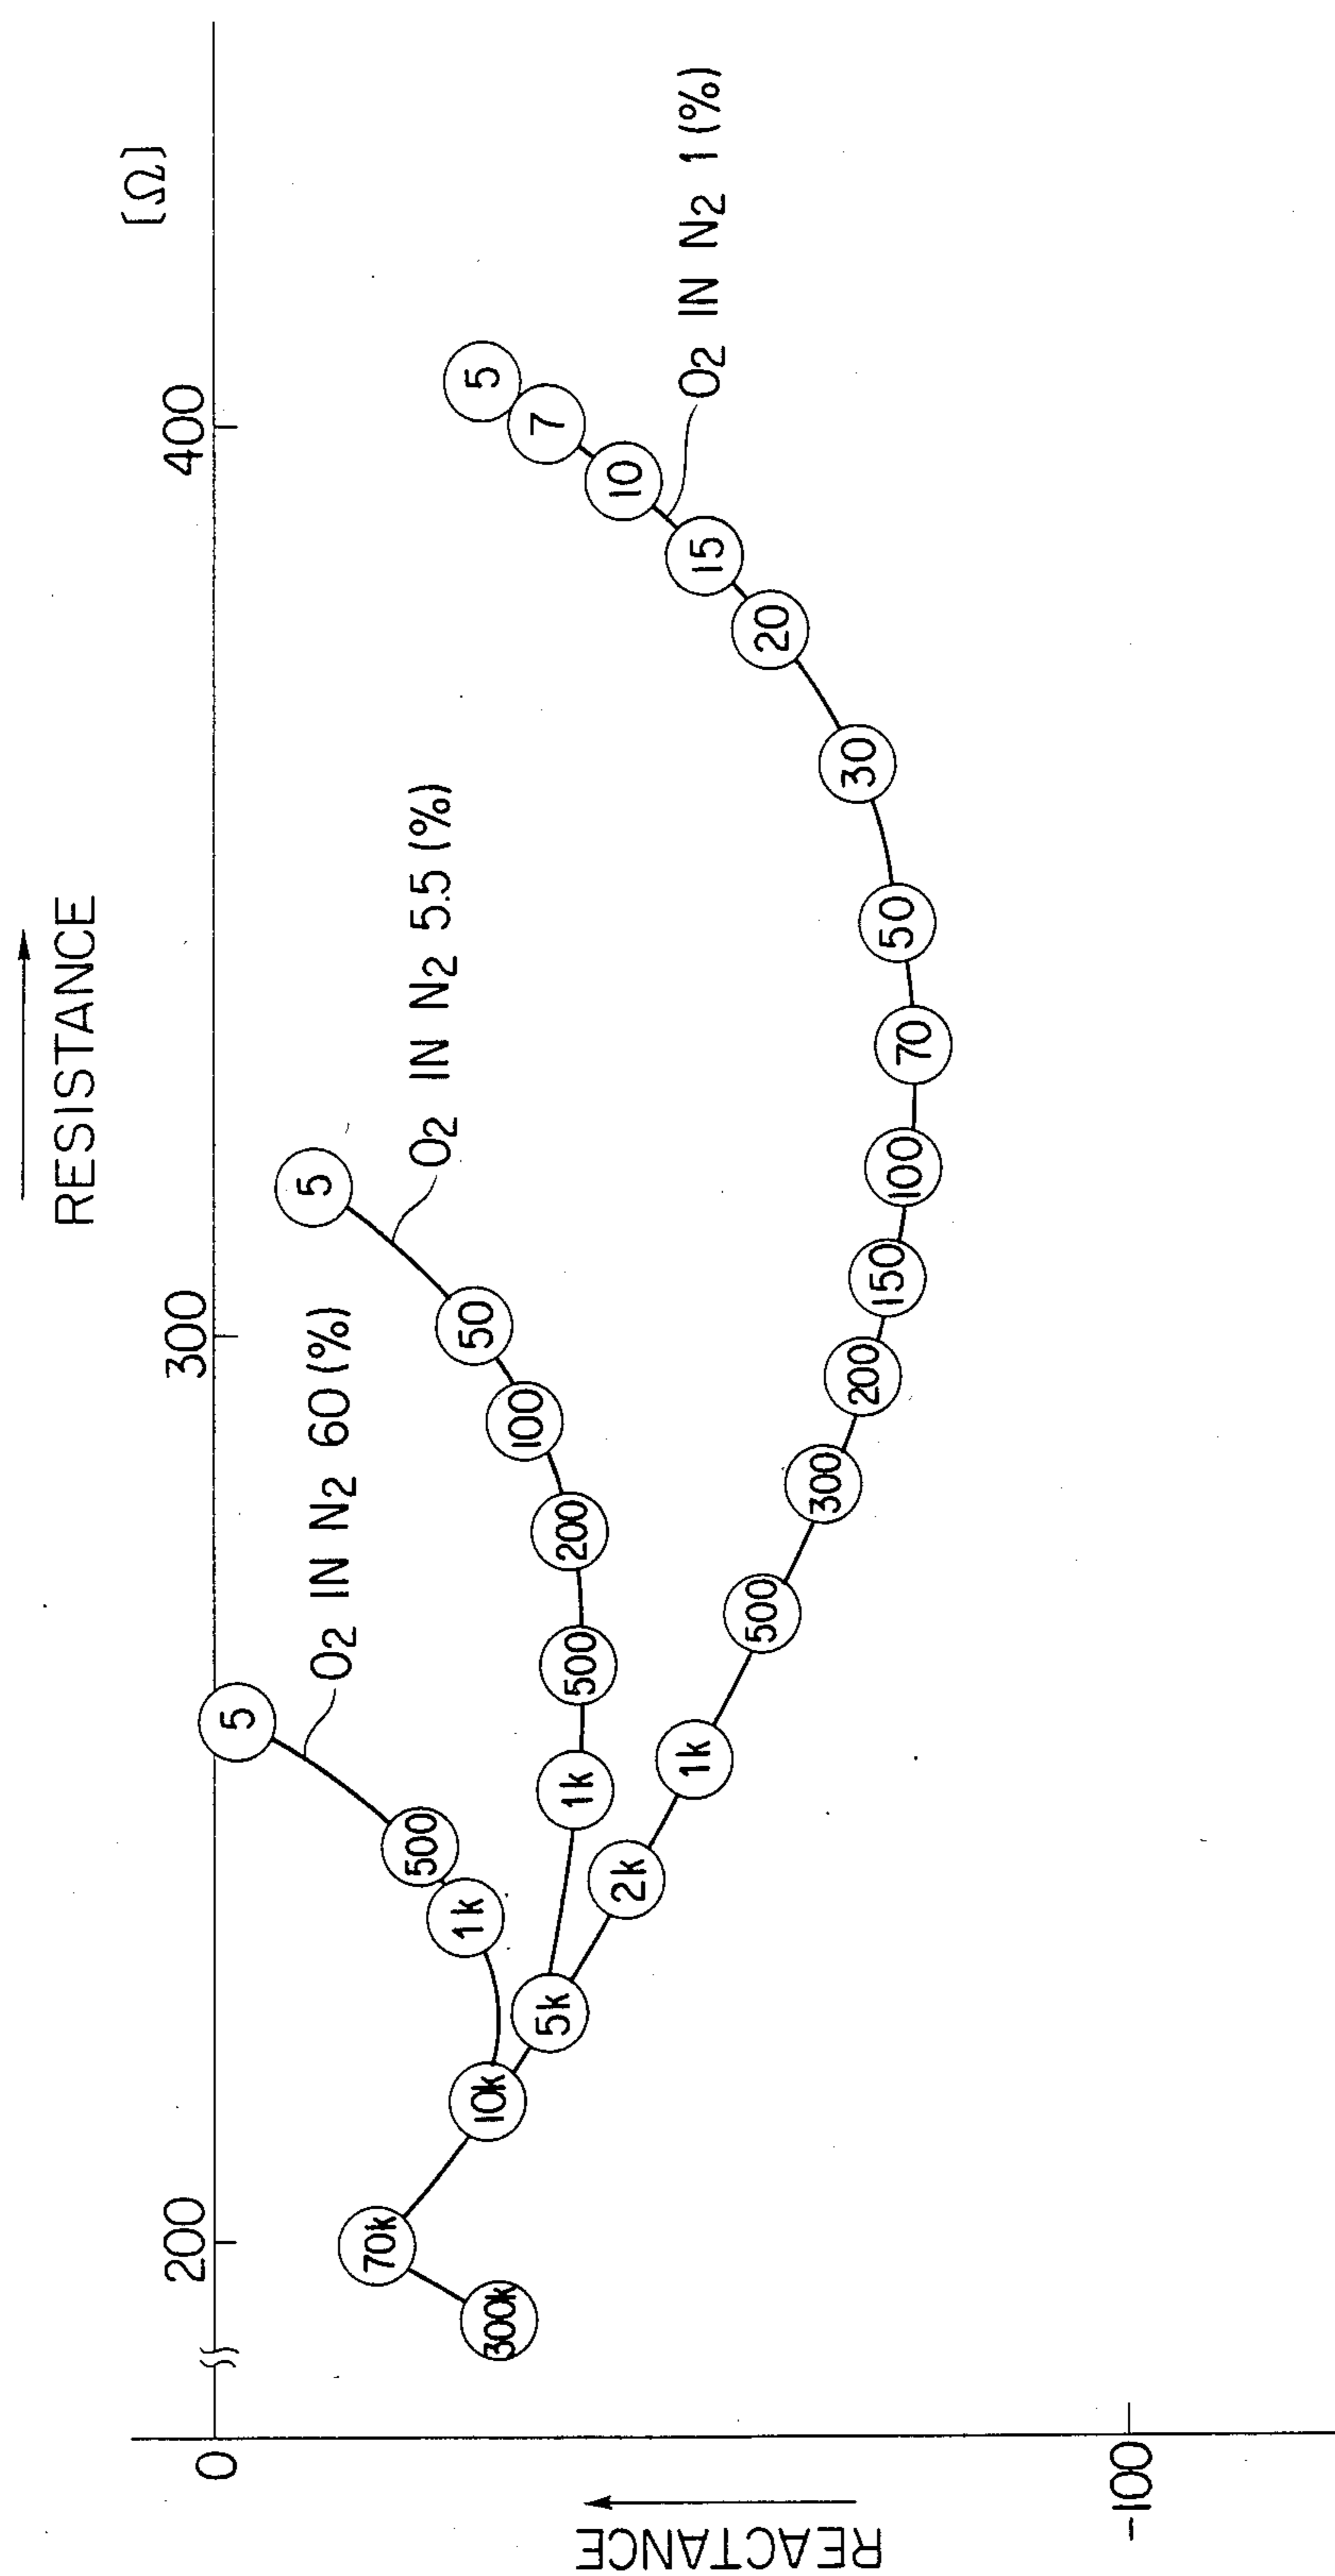 RESISTANCE
[Ω]
200
300
400
0
-100
REACTANCE
O2 IN N2 60 (%)
5
500
1k
O2 IN N2 5.5 (%)
5
50
100
200
500
1k
O2 IN N2 1 (%)
5
7
10
15
20
30
50
70
100
150
200
300
500
1k
2k
5k
10k
70k
300k